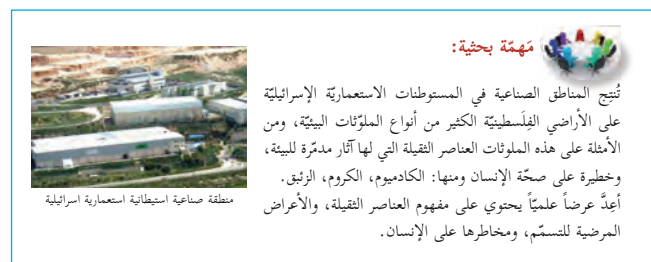 مَهمّة بحثية:
تُنتِج المناطق الصناعية في المستوطنات الاستعماريّة الإسرائيليّة
على الأراضي الفِلَسطينيّة الكثير من أنواع الملوّثات البيئيّة، ومن
الأمثلة على هذه الملوثات العناصر الثقيلة التي لها آثار مدمّرة للبيئة،
وخطيرة على صحّة الإنسان ومنها: الكادميوم، الكروم، الزئبق.
أعِدَّ عرضاً علميّاً يحتوي على مفهوم العناصر الثقيلة، والأعراض
المرضية للتسمّم، ومخاطرها على الإنسان.
منطقة صناعية استيطانية استعمارية اسرائيلية